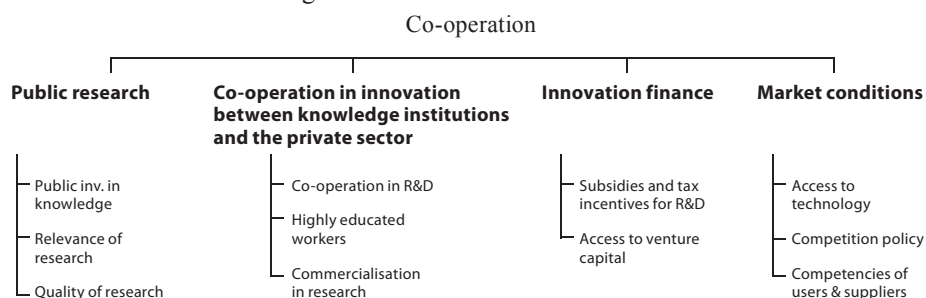 Co-operation
Public research
Co-operation in innovation
between knowledge institutions
and the private sector
Innovation finance
Market conditions
Public inv. in
knowledge
Relevance of
research
Quality of research
Co-operation in R&D
Highly educated
workers
Commercialisation
in research
Subsidies and tax
incentives for R&D
Access to venture
capital
Access to
technology
Competition policy
Competencies of
users & suppliers